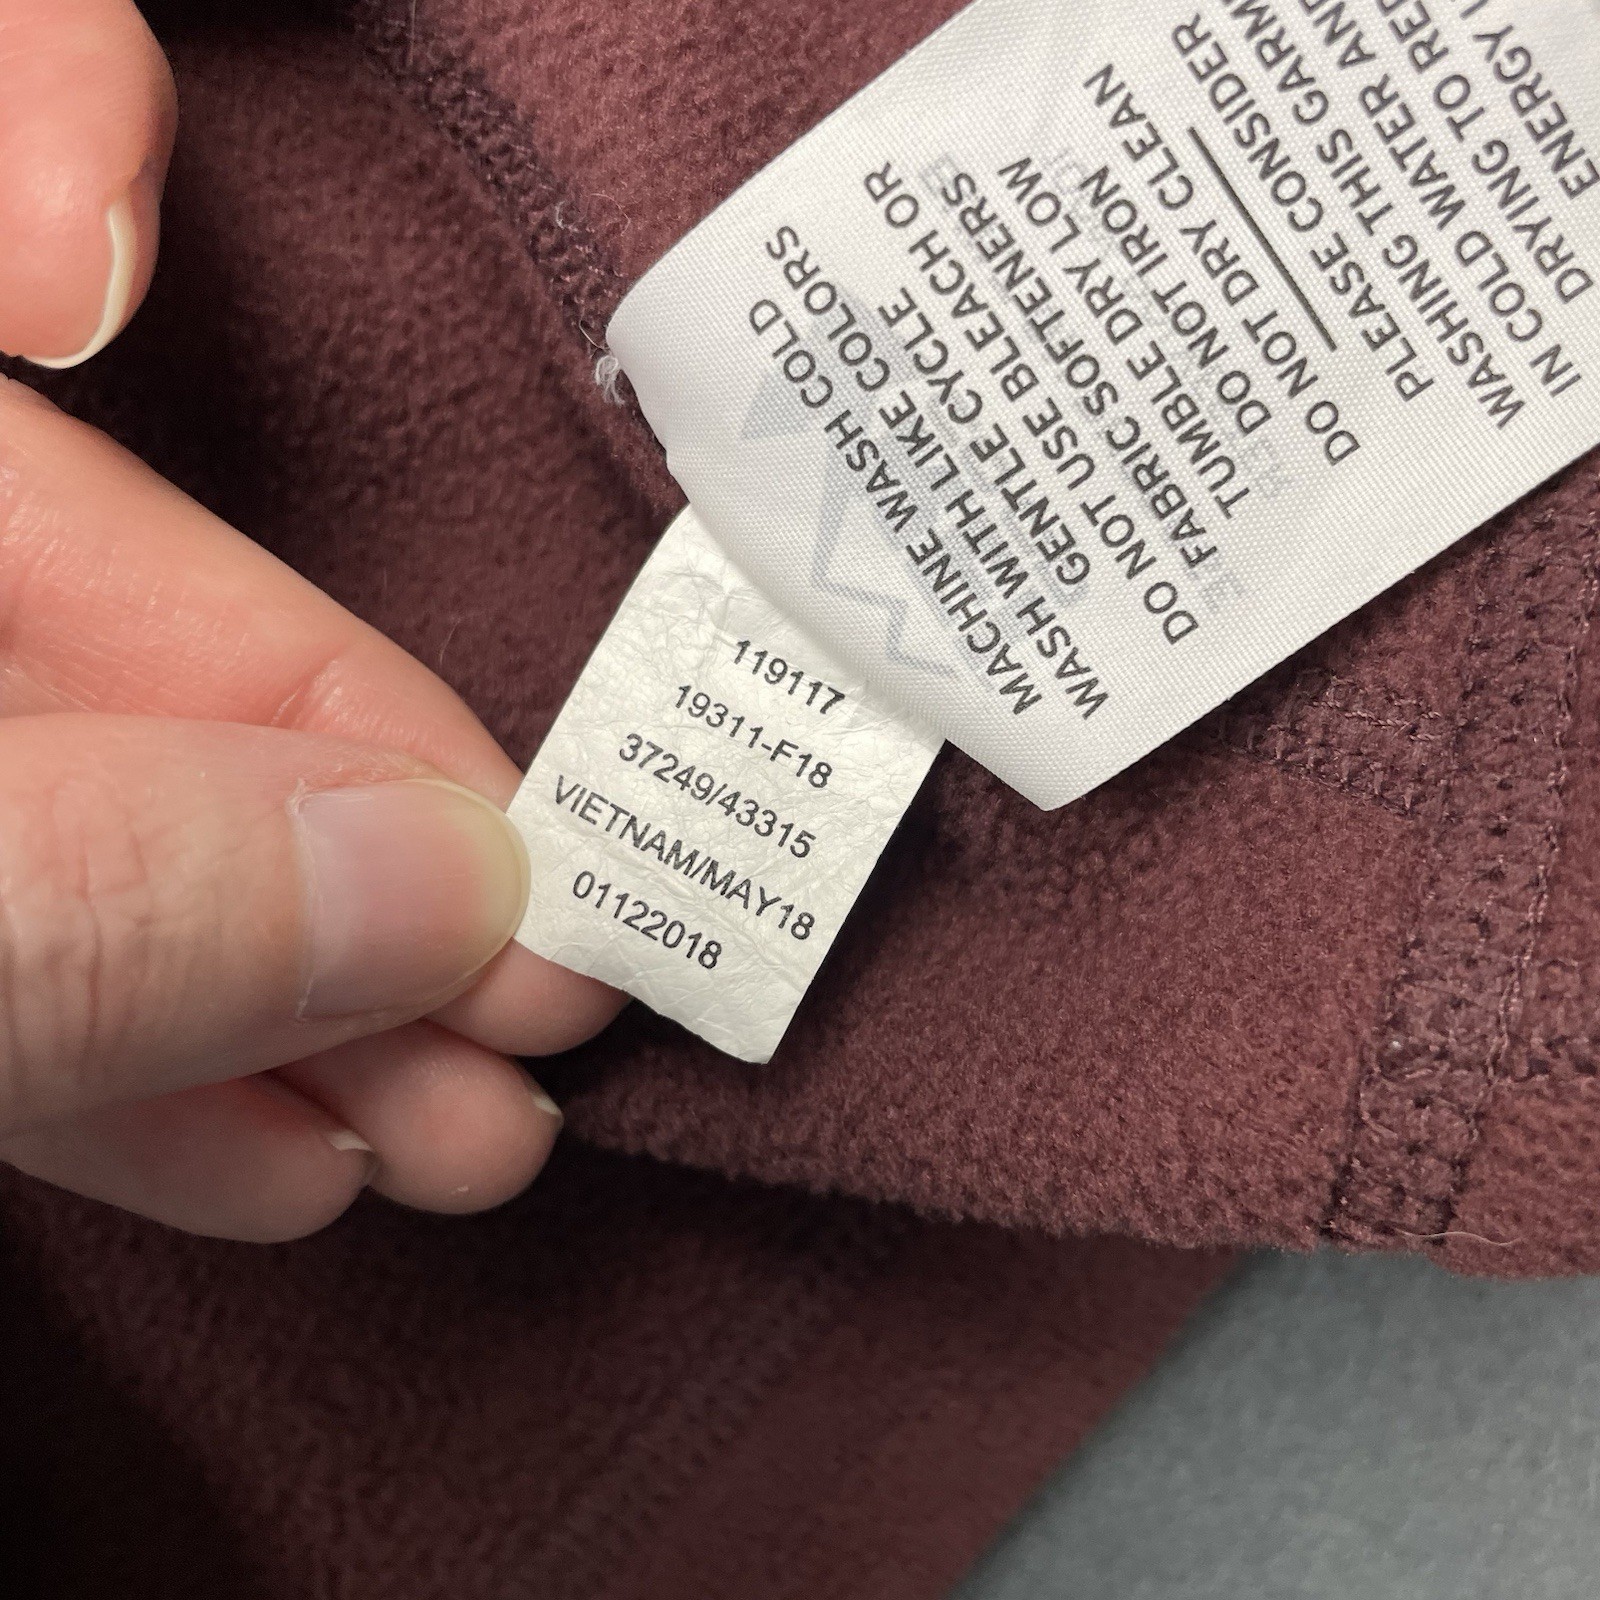 MACHINE WASH COLD
WASH WITH LIKE COLORS
GENTLE CYCLE
DO NOT USE BLEACH OR
FABRIC SOFTENERS
TUMBLE DRY LOW
DO NOT IRON
DO NOT DRY CLEAN
PLEASE CONSIDER
WASHING THIS
IN COLD WATER
DRYING TO
ENERGY
119117
19311-F18
37249/43315
VIETNAM/MAY18
01122018